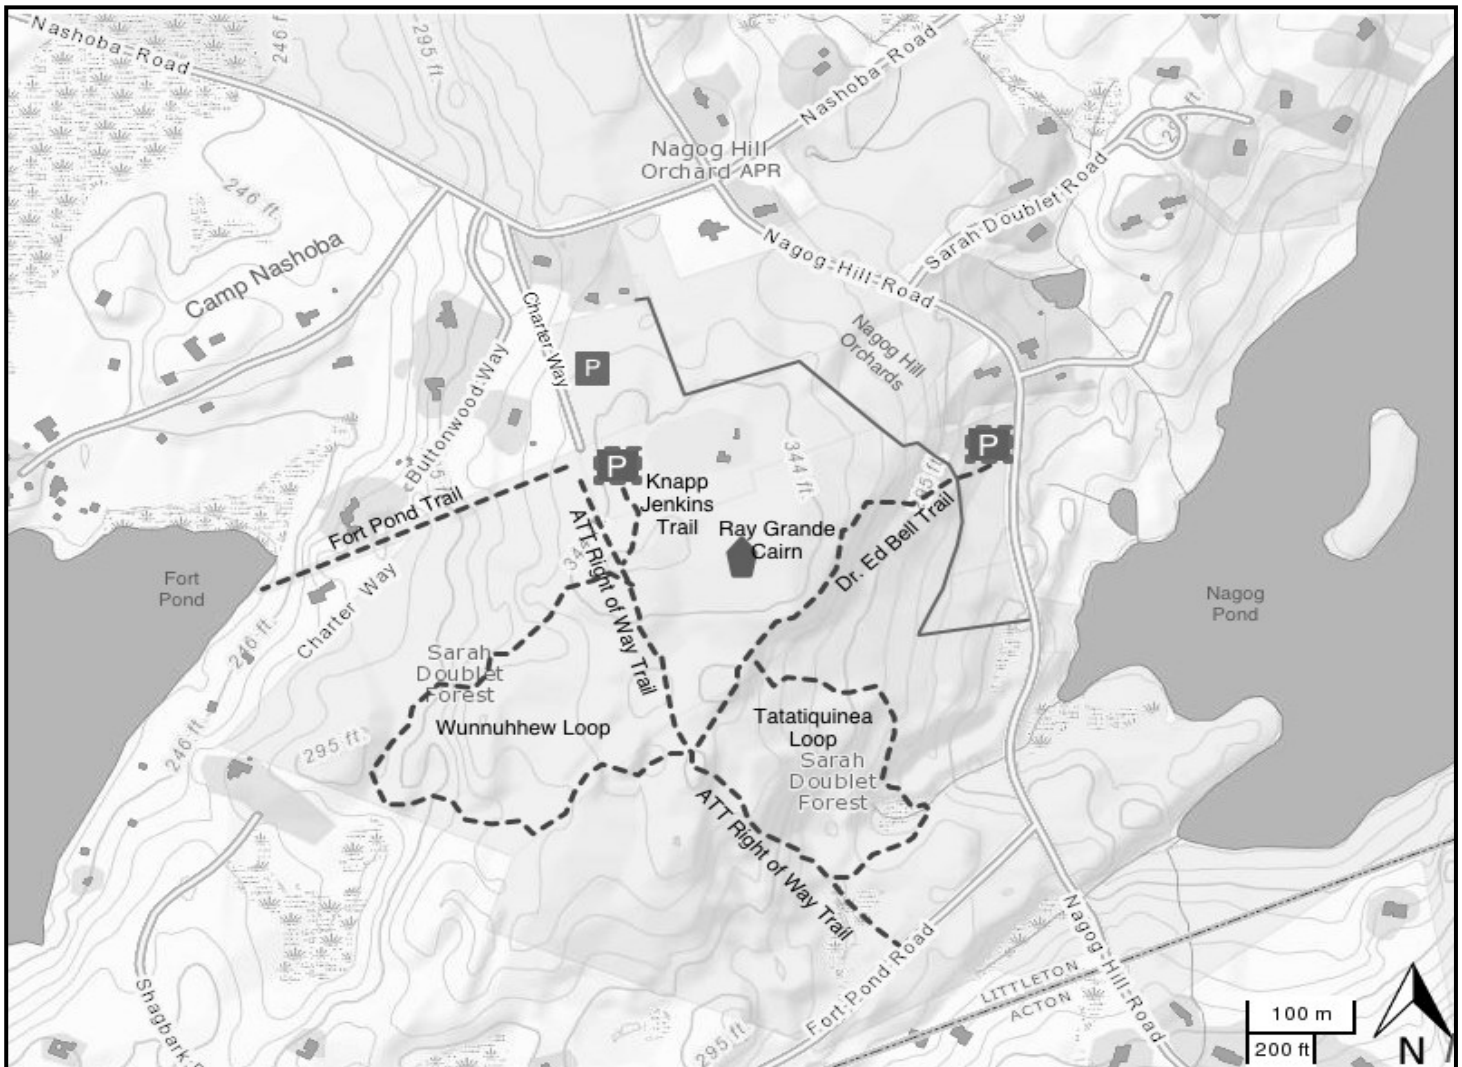 Nashoba Road
246 f
295 ft.
Nashoba Road
Nagog Hill
Orchard APR
246 ft.
Camp Nashoba
Sarah Doublet Road
Nagog Hill Road
Charter Way
Nagog Hill
Orchards
P
Buttonwood Way
P
P
344 ft.
Knapp
Jenkins
Trail
Fort Pond Trail
ATT Right of Way Trail
Ray Grande
Cairn
Dr. Ed Bell Trail
Fort
Pond
Nagog
Pond
Charter Way
246 ft.
Sarah
Doublet
Forest
Wunnuhhew Loop
Tatatiquinea
Loop
Sarah
Doublet
Forest
295 ft.
246 ft.
ATT Right of Way Trail
Fort Pond Road
Nagog Hill Road
LITTLETON
ACTON
Shagbark
295 ft.
100 m
200 ft
N